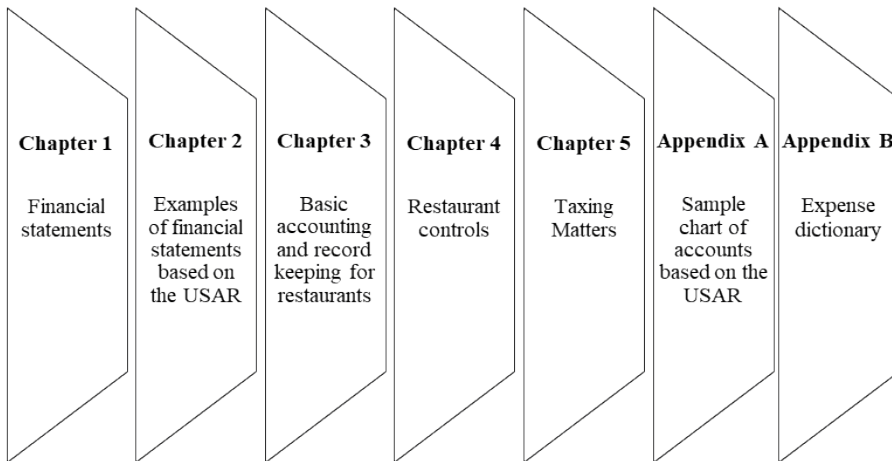 Chapter 1
Financial
statements
Chapter 2
Examples
of financial
statements
based on
the USAR
Chapter 3
Basic
accounting
and record
keeping for
restaurants
Chapter 4
Restaurant
controls
Chapter 5
Taxing
Matters
Appendix A
Sample
chart of
accounts
based on the
USAR
Appendix B
Expense
dictionary